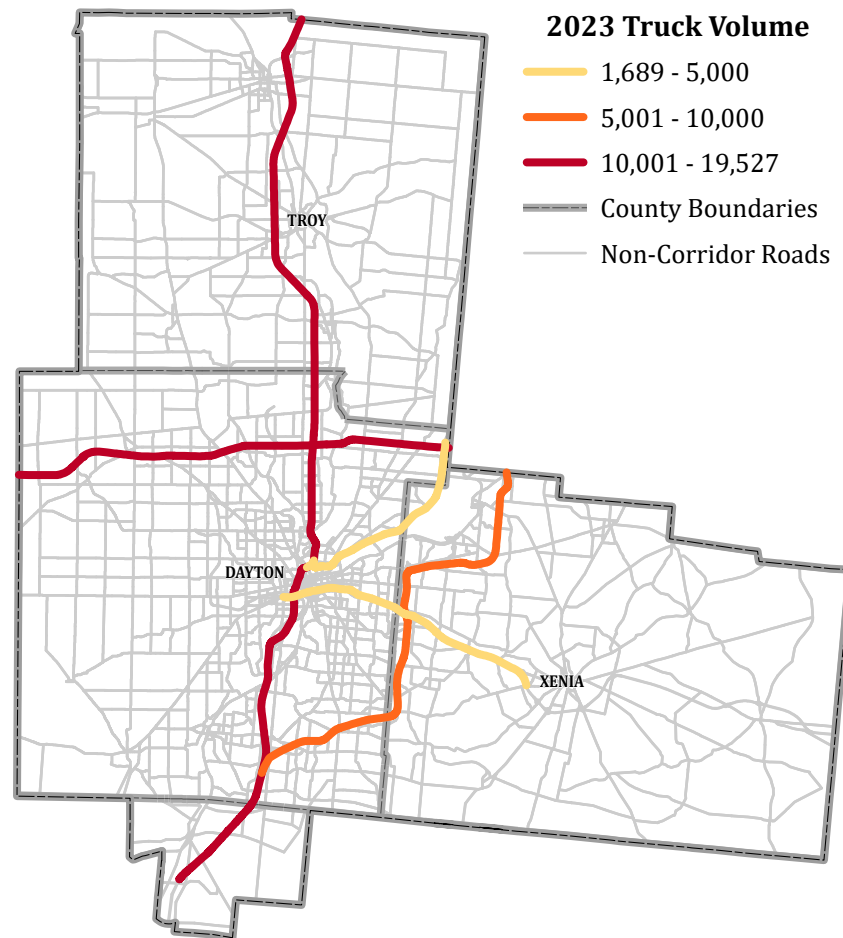 2023 Truck Volume
1,689 - 5,000
5,001 - 10,000
10,001 - 19,527
County Boundaries
Non-Corridor Roads
TROY
DAYTON
XENIA